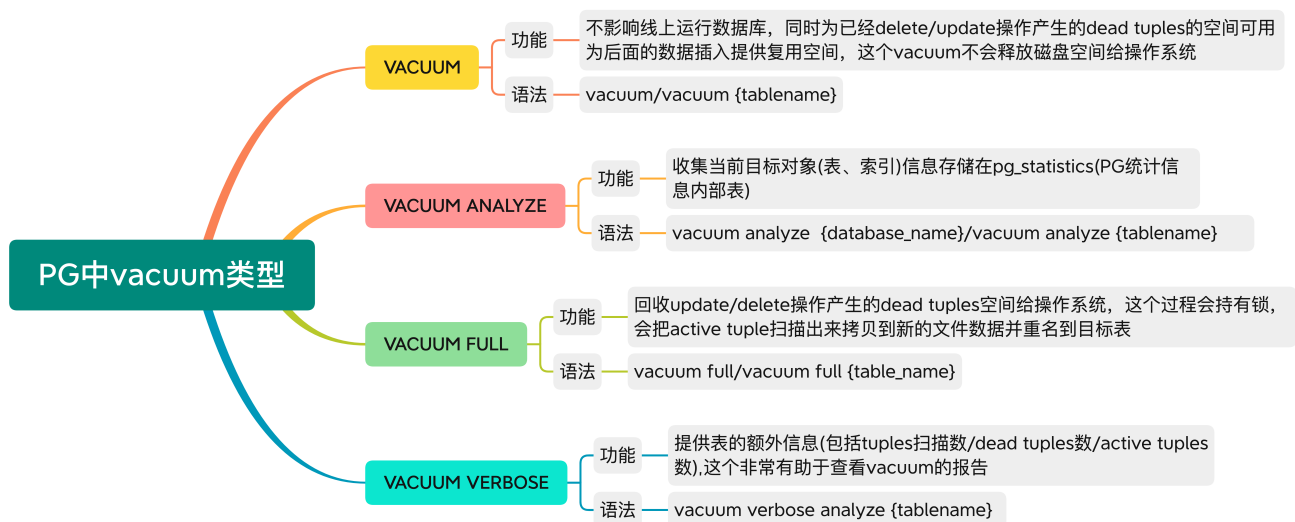 PG中vacuum类型
VACUUM
功能
不影响线上运行数据库，同时为已经delete/update操作产生的dead tuples的空间可用
为后面的数据插入提供复用空间，这个vacuum不会释放磁盘空间给操作系统
语法
vacuum/vacuum {tablename}
VACUUM ANALYZE
功能
收集当前目标对象(表、索引)信息存储在pg_statistics(PG统计信
息内部表)
语法
vacuum analyze  {database_name}/vacuum analyze {tablename}
VACUUM FULL
功能
回收update/delete操作产生的dead tuples空间给操作系统，这个过程会持有锁，
会把active tuple扫描出来拷贝到新的文件数据并重名到目标表
语法
vacuum full/vacuum full {table_name}
VACUUM VERBOSE
功能
提供表的额外信息(包括tuples扫描数/dead tuples数/active tuples
数),这个非常有助于查看vacuum的报告
语法
vacuum verbose analyze {tablename}